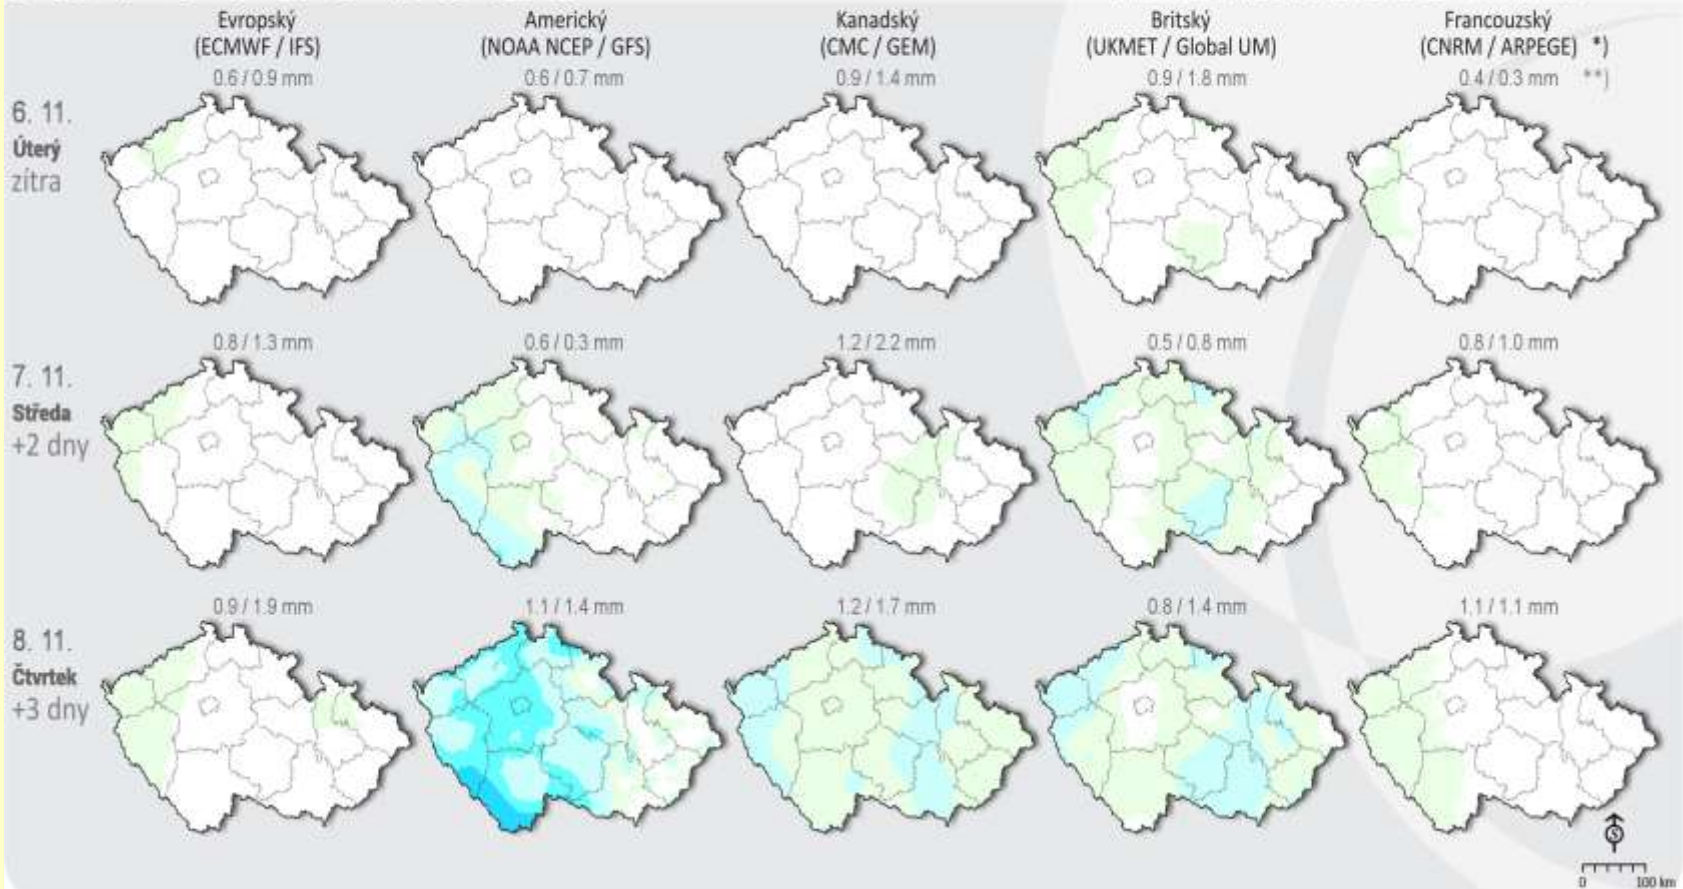 Evropský
(ECMWF / IFS)
Americký
(NOAA NCEP / GFS)
Kanadský
(CMC / GEM)
Britský
(UKMET / Global UM)
Francouzský
(CNRM / ARPEGE) *)
6. 11.
Úterý
zítra
0.6 / 0.9 mm
0.6 / 0.7 mm
0.9 / 1.4 mm
0.9 / 1.8 mm
0.4 / 0.3 mm **)
7. 11.
Středa
+2 dny
0.8 / 1.3 mm
0.6 / 0.3 mm
1.2 / 2.2 mm
0.5 / 0.8 mm
0.8 / 1.0 mm
8. 11.
Čtvrtek
+3 dny
0.9 / 1.9 mm
1.1 / 1.4 mm
1.2 / 1.7 mm
0.8 / 1.4 mm
1.1 / 1.1 mm
S
0 100 km